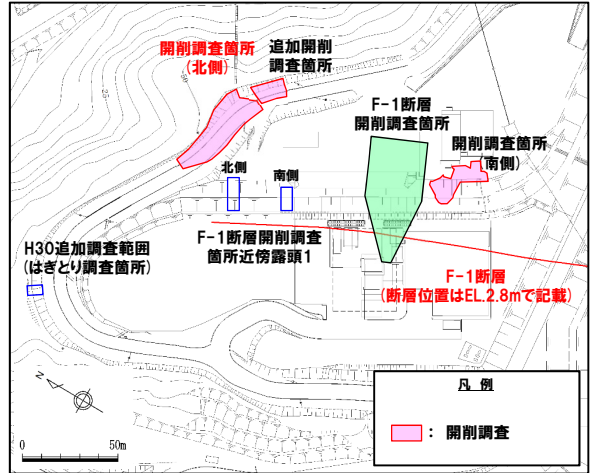 開削調査箇所
(北側)
追加開削
調査箇所
F-1断層
開削調査箇所
開削調査箇所
(南側)
北側
南側
H30追加調査範囲
(はぎとり調査箇所)
F-1断層開削調査
箇所近傍露頭1
F-1断層
(断層位置はEL.2.8mで記載)
N
0 50m
凡 例
: 開削調査